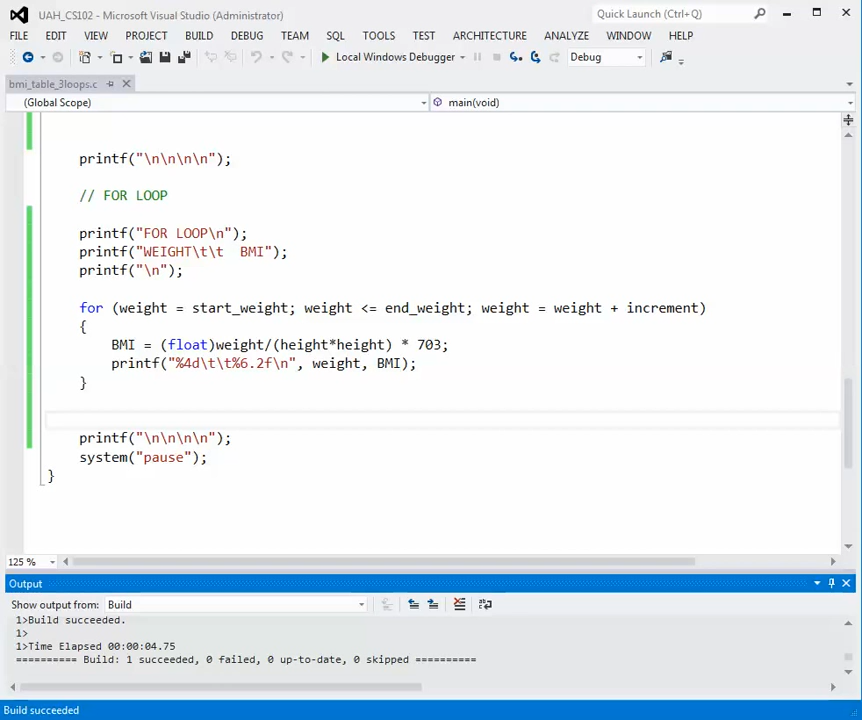 UAH_CS102 - Microsoft Visual Studio (Administrator)
Quick Launch (Ctrl+Q)
FILE EDIT VIEW PROJECT BUILD DEBUG TEAM SQL TOOLS TEST ARCHITECTURE ANALYZE WINDOW HELP
Local Windows Debugger Debug
bmi_table_3loops.c
(Global Scope) main(void)
printf("\n\n\n\n");
// FOR LOOP
printf("FOR LOOP\n");
printf("WEIGHT\t\t  BMI");
printf("\n");
for (weight = start_weight; weight <= end_weight; weight = weight + increment)
{
BMI = (float)weight/(height*height) * 703;
printf("%4d\t\t%6.2f\n", weight, BMI);
}
printf("\n\n\n\n");
system("pause");
}
125 %
Output
Show output from: Build
1>Build succeeded.
1>
1>Time Elapsed 00:00:04.75
========== Build: 1 succeeded, 0 failed, 0 up-to-date, 0 skipped ==========
Build succeeded